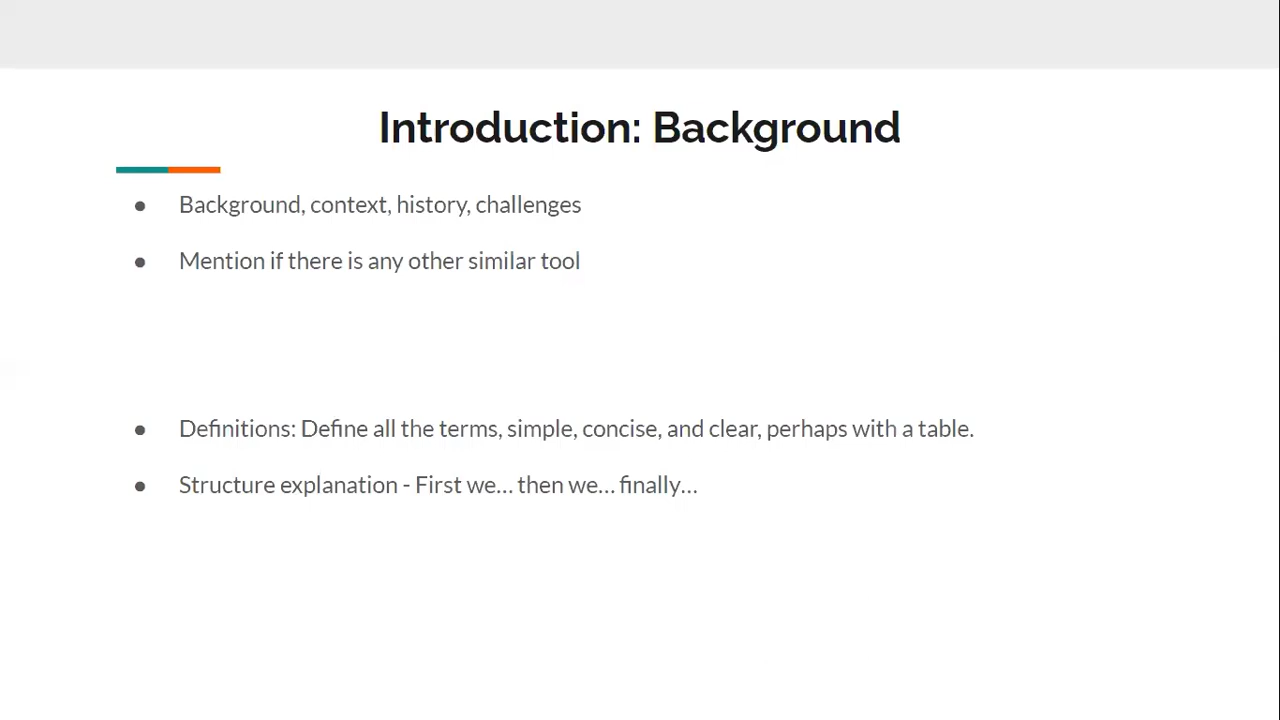 Introduction: Background
● Background, context, history, challenges
● Mention if there is any other similar tool
● Definitions: Define all the terms, simple, concise, and clear, perhaps with a table.
● Structure explanation - First we… then we… finally…